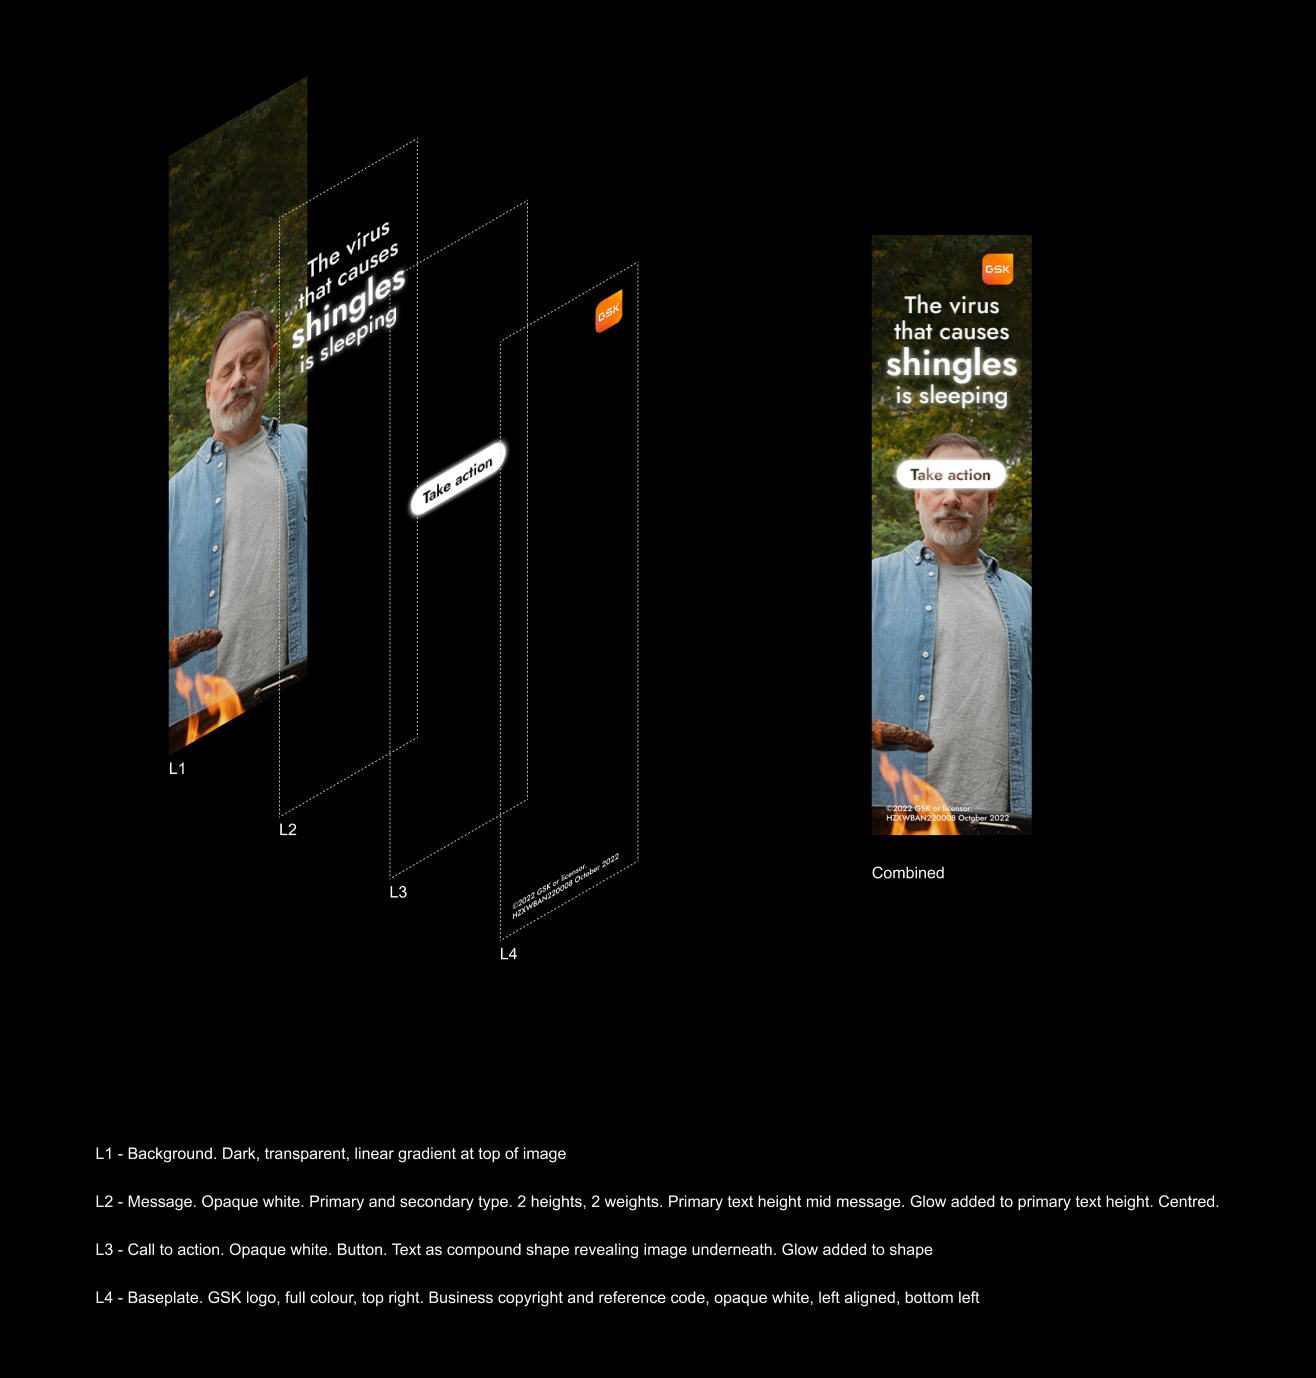 The virus
that causes
shingles
is sleeping
Take action
GSK
©2022 GSK or licensor.
HZXWBAN220008 October 2022
L1
L2
L3
L4
GSK
The virus
that causes
shingles
is sleeping
Take action
©2022 GSK or licensor.
HZXWBAN220008 October 2022
Combined
L1 - Background. Dark, transparent, linear gradient at top of image
L2 - Message. Opaque white. Primary and secondary type. 2 heights, 2 weights. Primary text height mid message. Glow added to primary text height. Centred.
L3 - Call to action. Opaque white. Button. Text as compound shape revealing image underneath. Glow added to shape
L4 - Baseplate. GSK logo, full colour, top right. Business copyright and reference code, opaque white, left aligned, bottom left